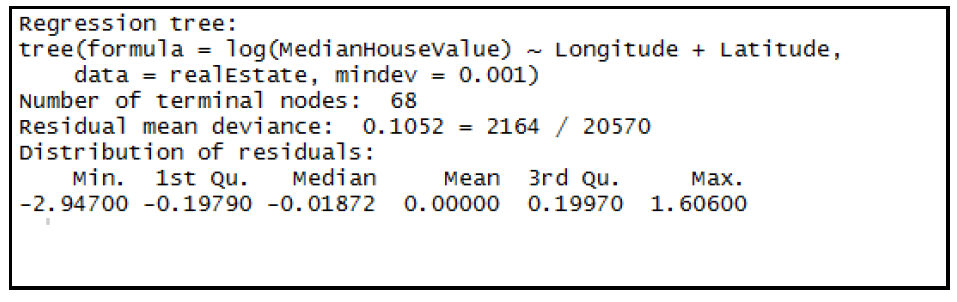 Regression tree:
tree(formula = log(MedianHouseValue) ~ Longitude + Latitude,
    data = realEstate, mindev = 0.001)
Number of terminal nodes:  68
Residual mean deviance:  0.1052 = 2164 / 20570
Distribution of residuals:
    Min.  1st Qu.   Median     Mean  3rd Qu.     Max.
-2.94700 -0.19790 -0.01872  0.00000  0.19970  1.60600